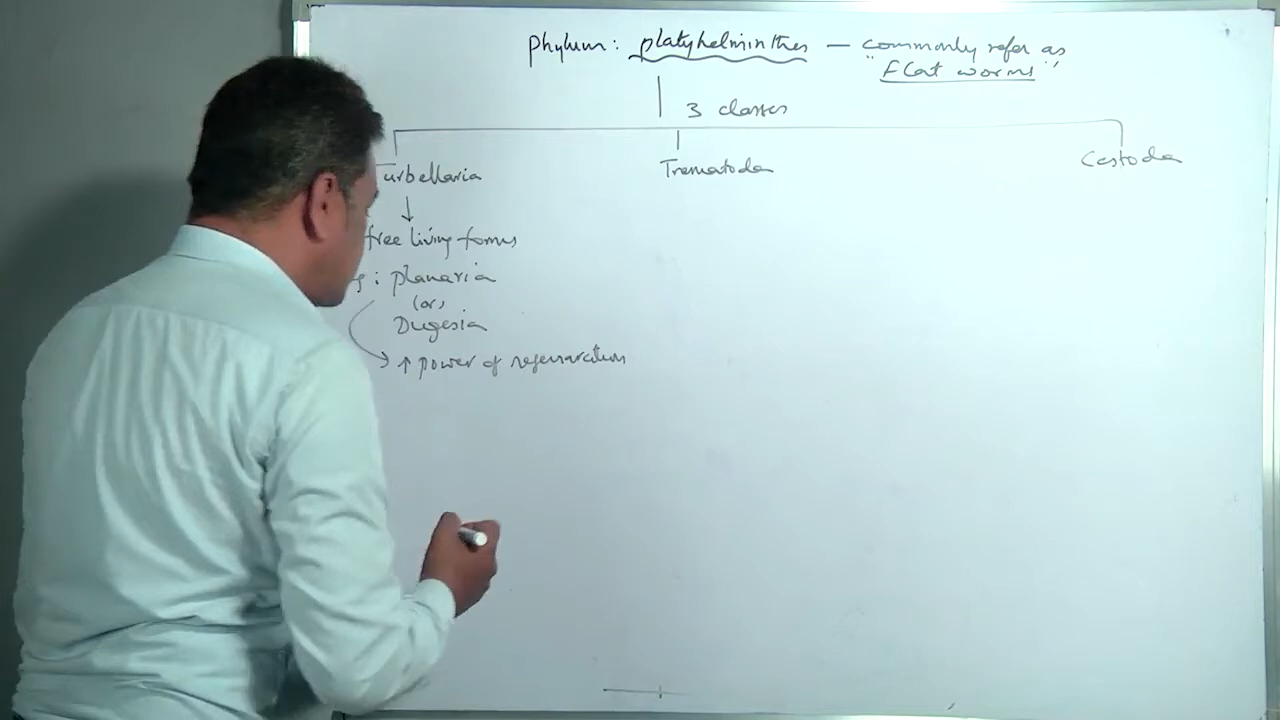 Phylum: platyhelminthes — commonly refer as
"Flat worms"
3 classes
Turbellaria Trematoda Cestoda
↓
free living forms
: planaria
(or)
Dugesia
→ ↑ power of regeneration